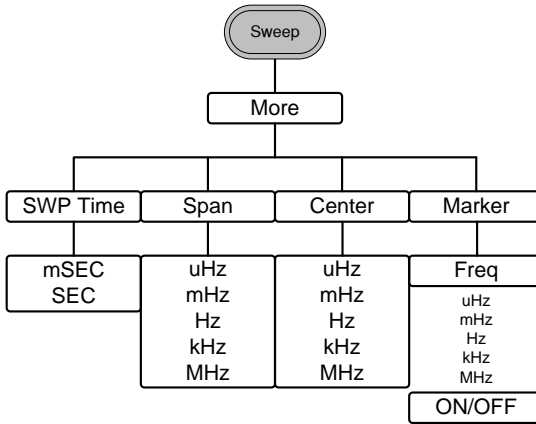 Sweep
More
SWP Time
Span
Center
Marker
mSEC
SEC
uHz
mHz
Hz
kHz
MHz
uHz
mHz
Hz
kHz
MHz
Freq
uHz
mHz
Hz
kHz
MHz
ON/OFF